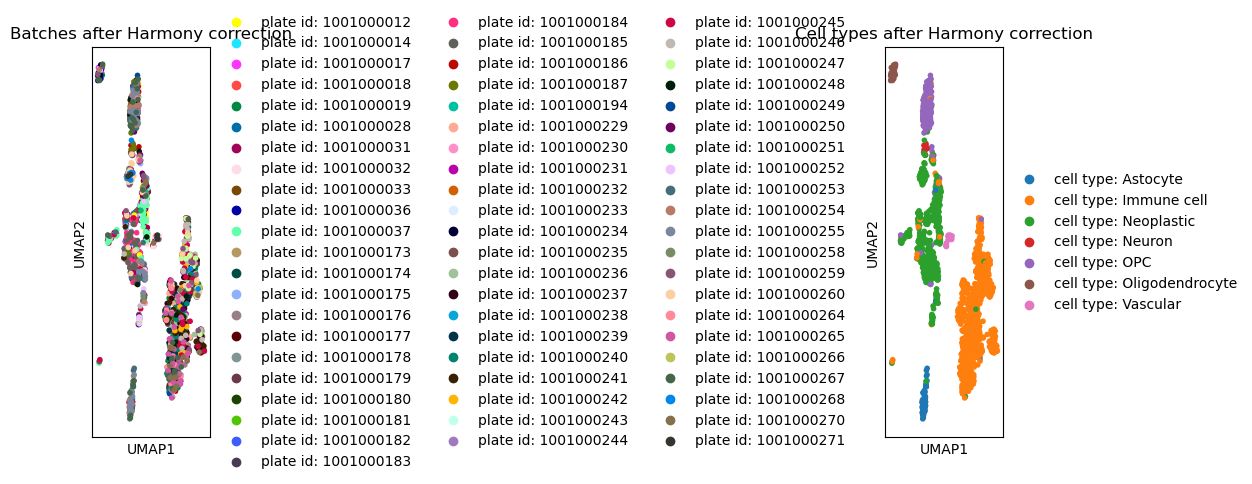 Batches after Harmony correction
UMAP2
UMAP1
plate id: 1001000012
plate id: 1001000014
plate id: 1001000017
plate id: 1001000018
plate id: 1001000019
plate id: 1001000028
plate id: 1001000031
plate id: 1001000032
plate id: 1001000033
plate id: 1001000036
plate id: 1001000037
plate id: 1001000173
plate id: 1001000174
plate id: 1001000175
plate id: 1001000176
plate id: 1001000177
plate id: 1001000178
plate id: 1001000179
plate id: 1001000180
plate id: 1001000181
plate id: 1001000182
plate id: 1001000183
plate id: 1001000184
plate id: 1001000185
plate id: 1001000186
plate id: 1001000187
plate id: 1001000194
plate id: 1001000229
plate id: 1001000230
plate id: 1001000231
plate id: 1001000232
plate id: 1001000233
plate id: 1001000234
plate id: 1001000235
plate id: 1001000236
plate id: 1001000237
plate id: 1001000238
plate id: 1001000239
plate id: 1001000240
plate id: 1001000241
plate id: 1001000242
plate id: 1001000243
plate id: 1001000244
plate id: 1001000245
plate id: 1001000246
plate id: 1001000247
plate id: 1001000248
plate id: 1001000249
plate id: 1001000250
plate id: 1001000251
plate id: 1001000252
plate id: 1001000253
plate id: 1001000254
plate id: 1001000255
plate id: 1001000258
plate id: 1001000259
plate id: 1001000260
plate id: 1001000264
plate id: 1001000265
plate id: 1001000266
plate id: 1001000267
plate id: 1001000268
plate id: 1001000270
plate id: 1001000271
Cell types after Harmony correction
UMAP2
UMAP1
cell type: Astocyte
cell type: Immune cell
cell type: Neoplastic
cell type: Neuron
cell type: OPC
cell type: Oligodendrocyte
cell type: Vascular